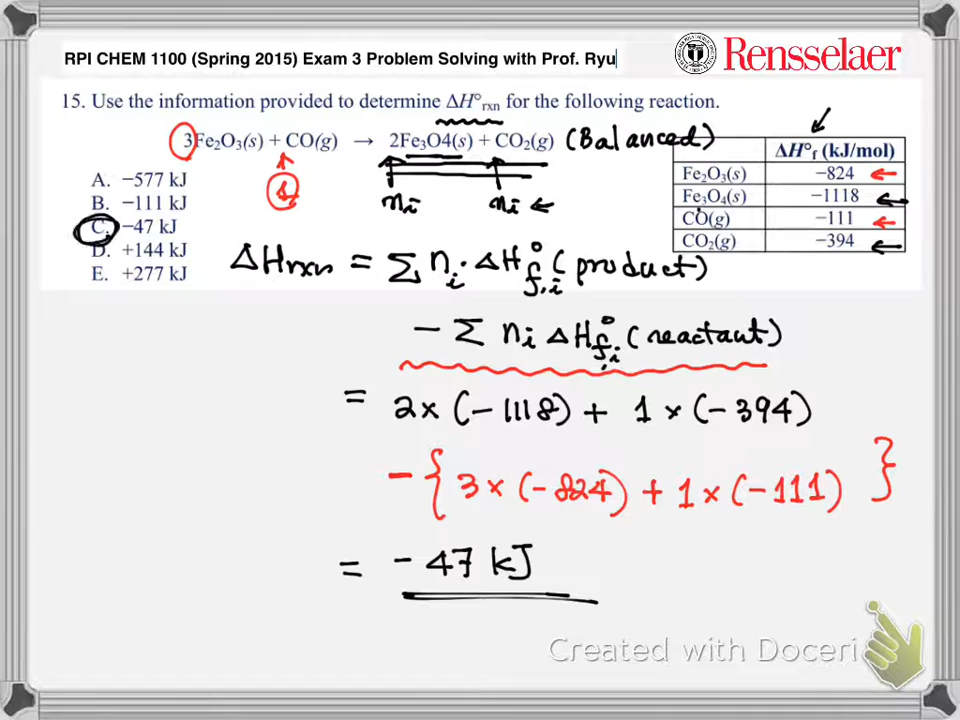 RPI CHEM 1100 (Spring 2015) Exam 3 Problem Solving with Prof. Ryu
Rensselaer
15. Use the information provided to determine ΔH°rxn for the following reaction.
3Fe₂O₃(s) + CO(g) → 2Fe₃O4(s) + CO₂(g) (Balanced)
1
ni ni
ΔH°f (kJ/mol)
Fe₂O₃(s) −824
Fe₃O₄(s) −1118
CO(g) −111
CO₂(g) −394
A. −577 kJ
B. −111 kJ
C. −47 kJ
D. +144 kJ
E. +277 kJ
ΔHrxn = Σ ni · ΔH°f,i (product)
− Σ ni ΔH°f,i (reactant)
= 2 × (−1118) + 1 × (−394)
− { 3 × (−824) + 1 × (−111) }
= −47 kJ
Created with Doceri